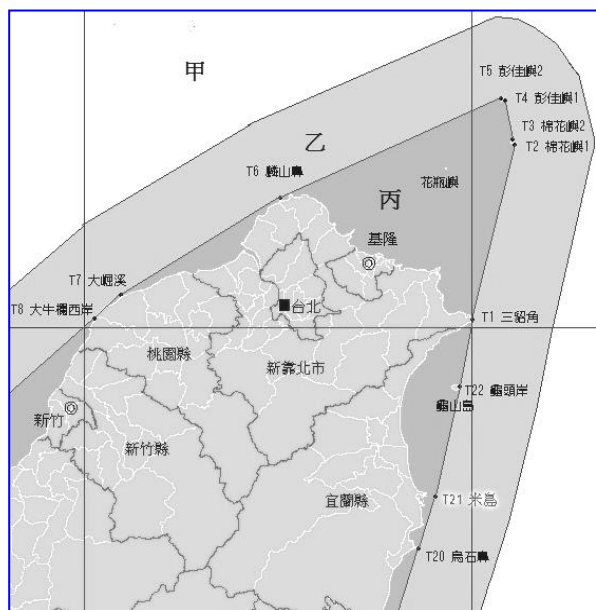 甲
T5 彭佳嶼2
T4 彭佳嶼1
T3 棉花嶼2
T2 棉花嶼1
乙
T6 麟山鼻
花瓶嶼
丙
基隆
T7 大崛溪
T8 大牛欄西岸
台北
T1 三貂角
桃園縣
新北市
T22 龜頭岸
龜山島
新竹
新竹縣
宜蘭縣
T21 米島
T20 烏石鼻